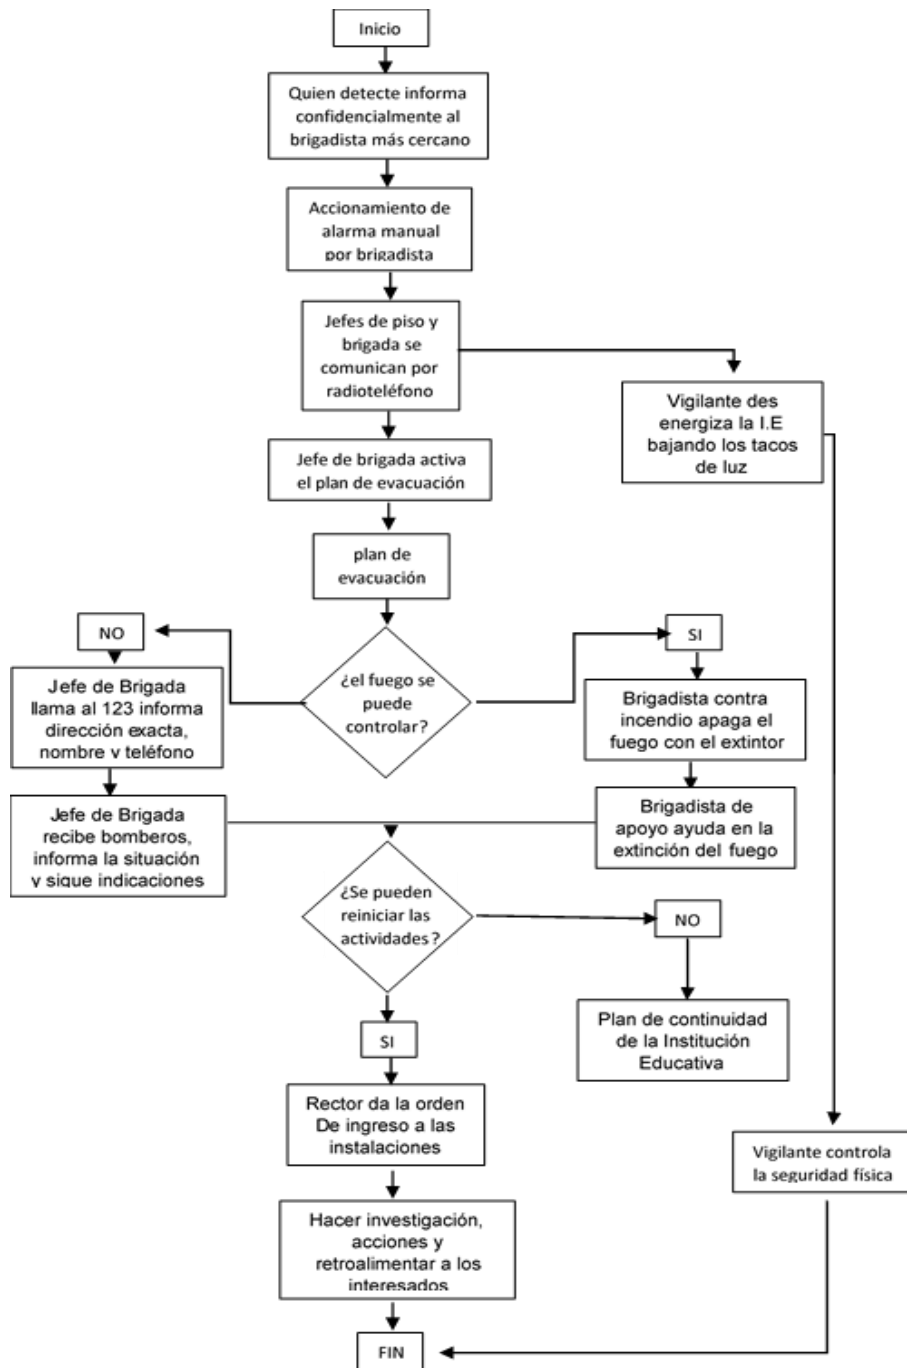 Inicio
Quien detecte informa
confidencialmente al
brigadista más cercano
Accionamiento de
alarma manual
por brigadista
Jefes de piso y
brigada se
comunican por
radioteléfono
Vigilante des
energiza la I.E
bajando los tacos
de luz
Jefe de brigada activa
el plan de evacuación
plan de
evacuación
NO
SI
¿el fuego se
puede
controlar?
Jefe de Brigada
llama al 123 informa
dirección exacta,
nombre y teléfono
Brigadista contra
incendio apaga el
fuego con el extintor
Jefe de Brigada
recibe bomberos,
informa la situación
y sigue indicaciones
Brigadista de
apoyo ayuda en la
extinción del fuego
¿Se pueden
reiniciar las
actividades?
NO
SI
Plan de continuidad
de la Institución
Educativa
Rector da la orden
De ingreso a las
instalaciones
Vigilante controla
la seguridad física
Hacer investigación,
acciones y
retroalimentar a los
interesados
FIN